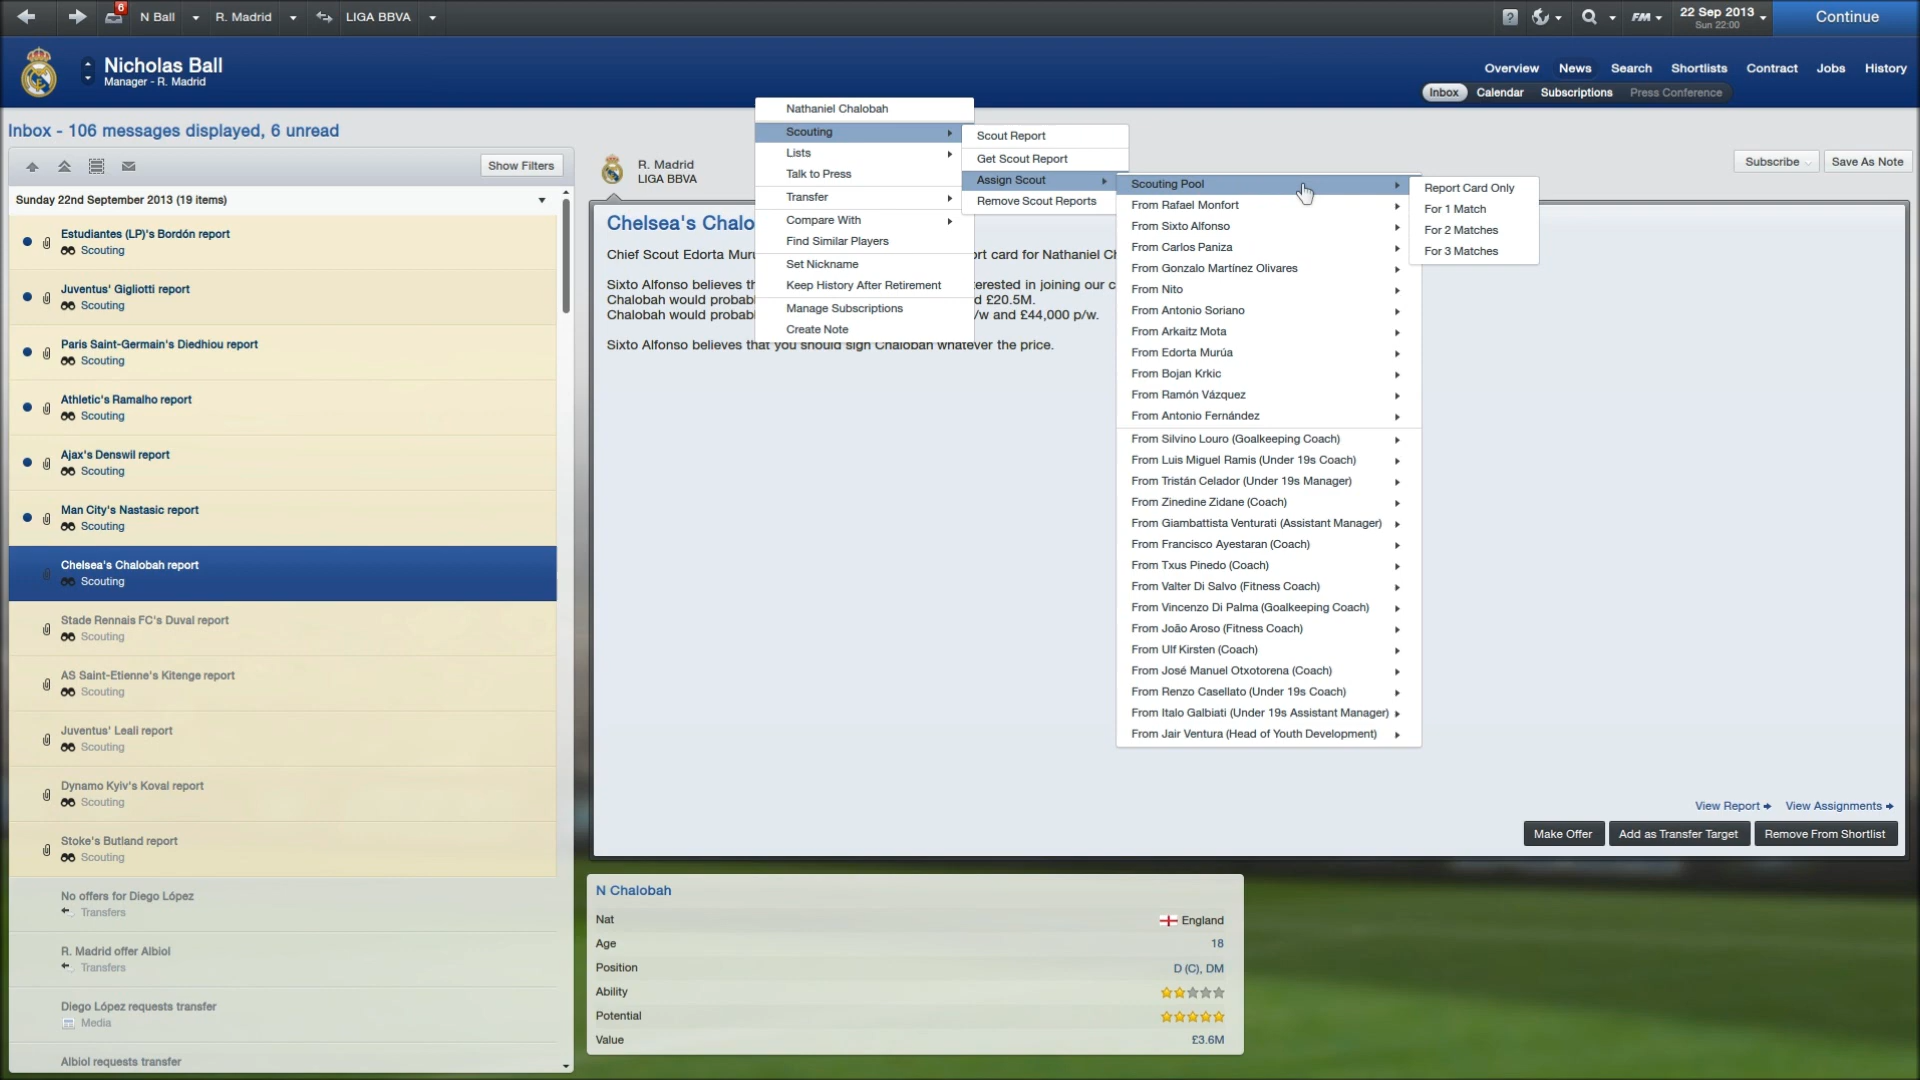 6
N Ball
R. Madrid
LIGA BBVA
?
FM
22 Sep 2013
Sun 22:00
Continue
Nicholas Ball
Manager - R. Madrid
Overview
News
Search
Shortlists
Contract
Jobs
History
Inbox
Calendar
Subscriptions
Press Conference
Inbox - 106 messages displayed, 6 unread
Show Filters
Sunday 22nd September 2013 (19 items)
Estudiantes (LP)'s Bordón report
Scouting
Juventus' Gigliotti report
Scouting
Paris Saint-Germain's Diedhiou report
Scouting
Athletic's Ramalho report
Scouting
Ajax's Denswil report
Scouting
Man City's Nastasic report
Scouting
Chelsea's Chalobah report
Scouting
Stade Rennais FC's Duval report
Scouting
AS Saint-Etienne's Kitenge report
Scouting
Juventus' Leali report
Scouting
Dynamo Kyiv's Koval report
Scouting
Stoke's Butland report
Scouting
No offers for Diego López
Transfers
R. Madrid offer Albiol
Transfers
Diego López requests transfer
Media
Albiol requests transfer
R. Madrid
LIGA BBVA
Subscribe
Save As Note
Chelsea's Chalo
Chief Scout Edorta Muru
rt card for Nathaniel Ch
Sixto Alfonso believes th
erested in joining our c
Chalobah would probabl
d £20.5M.
Chalobah would probabl
/w and £44,000 p/w.
Sixto Alfonso believes that you should sign Chalobah whatever the price.
Nathaniel Chalobah
Scouting
Lists
Talk to Press
Transfer
Compare With
Find Similar Players
Set Nickname
Keep History After Retirement
Manage Subscriptions
Create Note
Scout Report
Get Scout Report
Assign Scout
Remove Scout Reports
Scouting Pool
From Rafael Monfort
From Sixto Alfonso
From Carlos Paniza
From Gonzalo Martínez Olivares
From Nito
From Antonio Soriano
From Arkaitz Mota
From Edorta Murúa
From Bojan Krkic
From Ramón Vázquez
From Antonio Fernández
From Silvino Louro (Goalkeeping Coach)
From Luis Miguel Ramis (Under 19s Coach)
From Tristán Celador (Under 19s Manager)
From Zinedine Zidane (Coach)
From Giambattista Venturati (Assistant Manager)
From Francisco Ayestaran (Coach)
From Txus Pinedo (Coach)
From Valter Di Salvo (Fitness Coach)
From Vincenzo Di Palma (Goalkeeping Coach)
From João Aroso (Fitness Coach)
From Ulf Kirsten (Coach)
From José Manuel Otxotorena (Coach)
From Renzo Casellato (Under 19s Coach)
From Italo Galbiati (Under 19s Assistant Manager)
From Jair Ventura (Head of Youth Development)
Report Card Only
For 1 Match
For 2 Matches
For 3 Matches
View Report
View Assignments
Make Offer
Add as Transfer Target
Remove From Shortlist
N Chalobah
Nat England
Age 18
Position D (C), DM
Ability
Potential
Value £3.6M